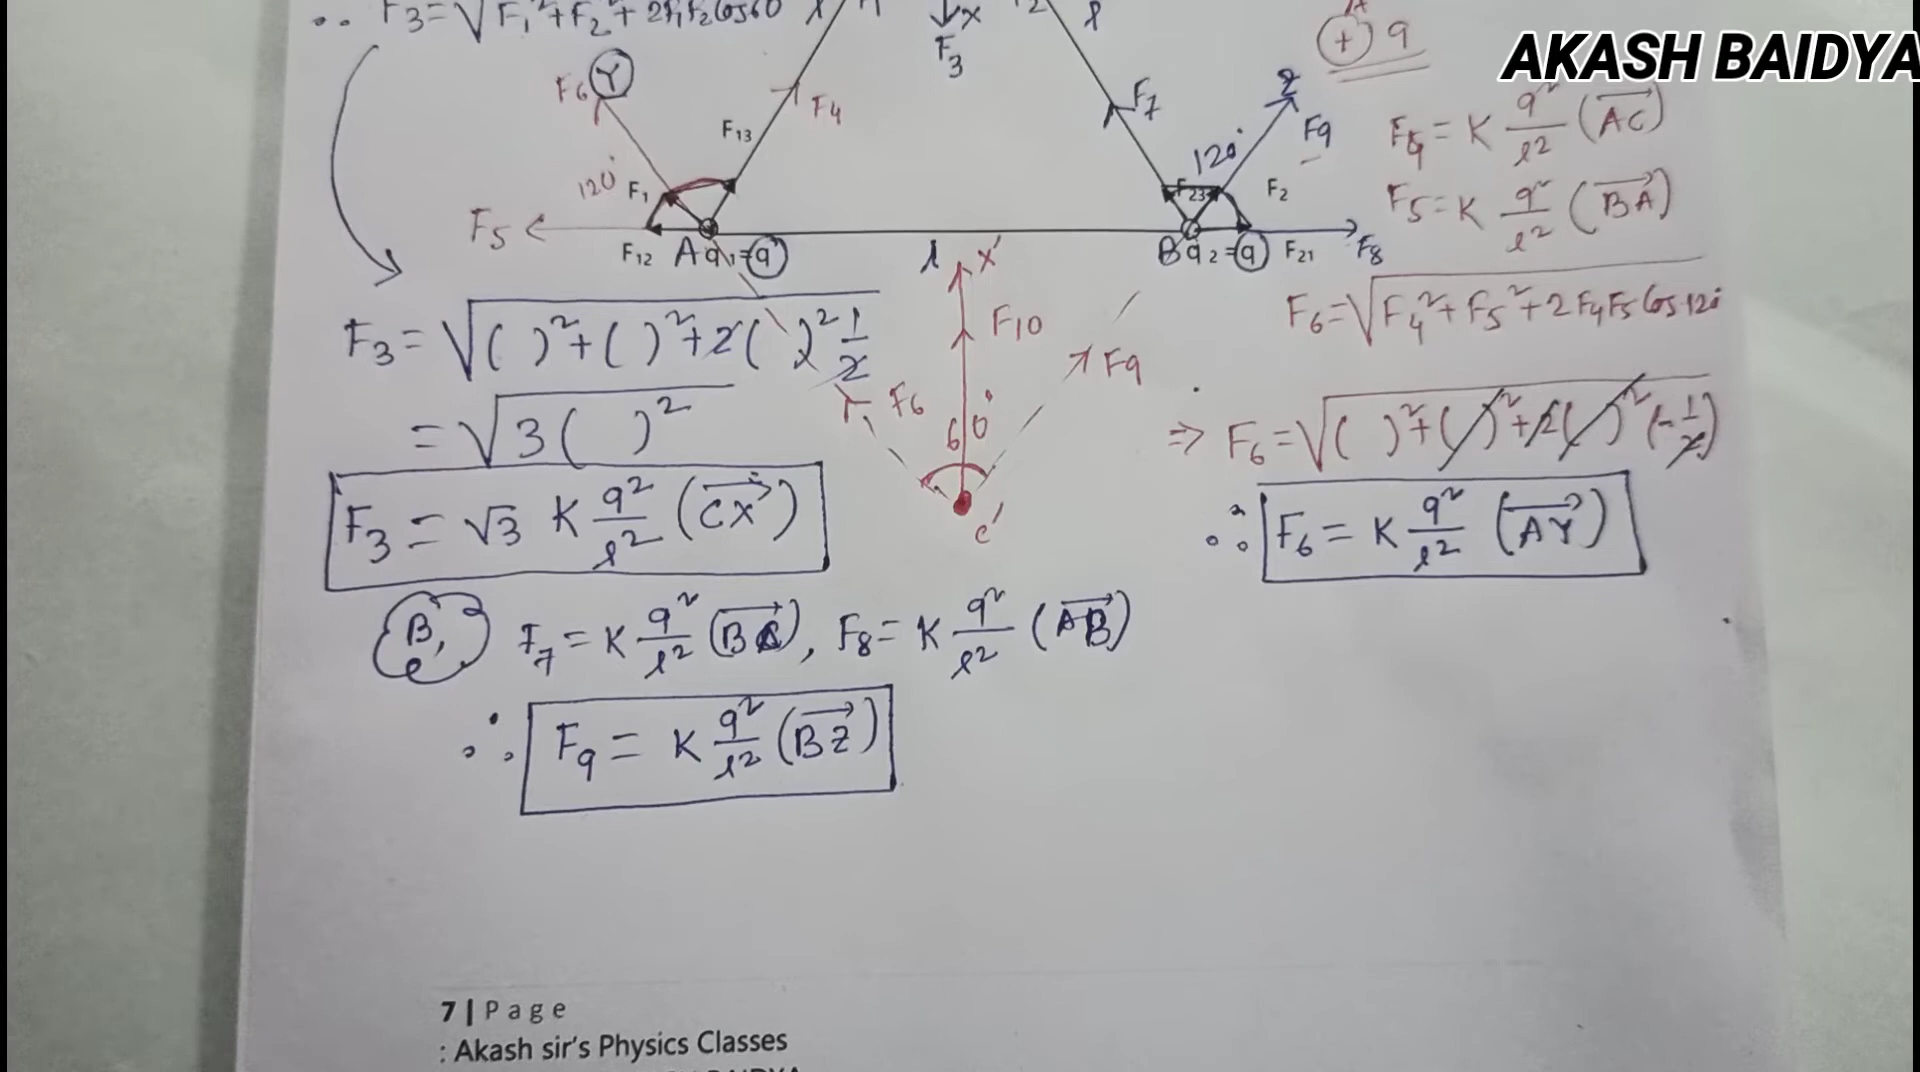 ∴ F₃ = √F₁² + F₂² + 2F₁F₂ Cos60
l
x
F₃
l
(+) q
AKASH BAIDYA
F₆ Y
F₁₃
F₄
F₇
120°
Z
F₉
F₄ = K q²/l² (AC→)
120° F₁
F₂₃
F₂
F₅ = K q²/l² (BA→)
F₅
F₁₂ A q₁=q
l
x'
B q₂=q F₂₁ F₈
F₆ = √F₄² + F₅² + 2F₄F₅ Cos120°
F₃ = √( )² + ( )² + 2( )² 1/2
F₁₀
F₆
F₉
60°
c'
= √3( )²
⇒ F₆ = √( )² + ( )² + 2( )² (-1/2)
F₃ = √3 K q²/l² (CX→)
∴ F₆ = K q²/l² (AY→)
B, F₇ = K q²/l² (BC→), F₈ = K q²/l² (AB→)
∴ F₉ = K q²/l² (BZ→)
7 | Page
: Akash sir's Physics Classes